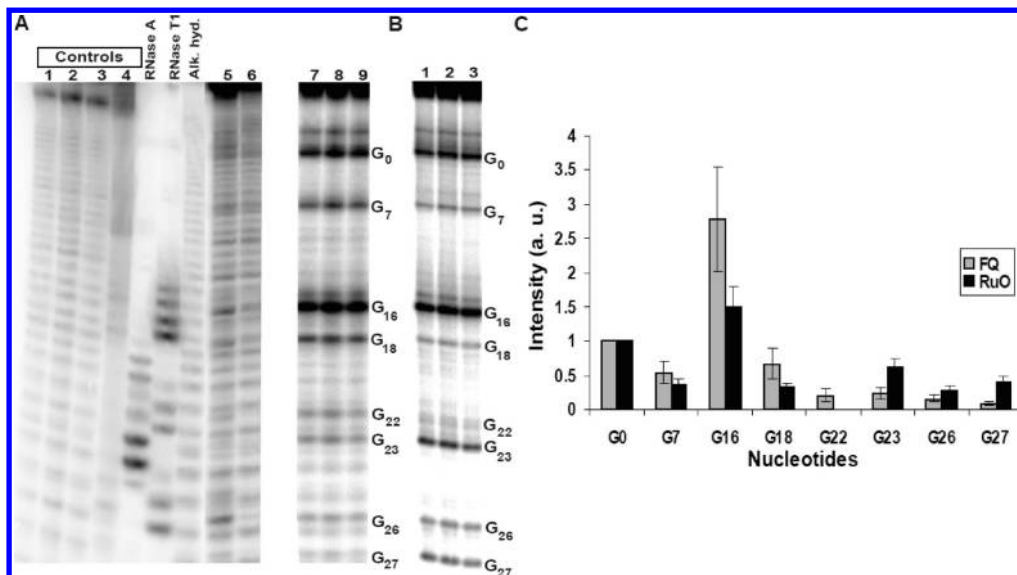 A B C
Controls RNase A RNase T1 Alk. hyd.
1 2 3 4 5 6 7 8 9
G0
G7
G16
G18
G22
G23
G26
G27
1 2 3
G0
G7
G16
G18
G22
G23
G26
G27
4
3.5
3
2.5
2
1.5
1
0.5
0
Intensity (a. u.)
FQ
RuO
G0 G7 G16 G18 G22 G23 G26 G27
Nucleotides